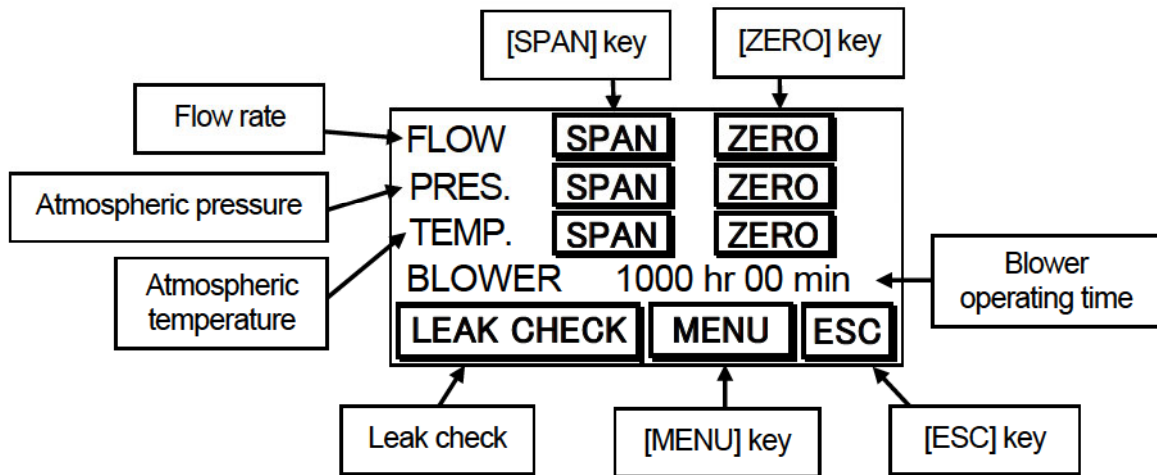 [SPAN] key
[ZERO] key
Flow rate
FLOW SPAN ZERO
Atmospheric pressure
PRES. SPAN ZERO
TEMP. SPAN ZERO
Atmospheric
temperature
BLOWER 1000 hr 00 min
Blower
operating time
LEAK CHECK MENU ESC
Leak check
[MENU] key
[ESC] key